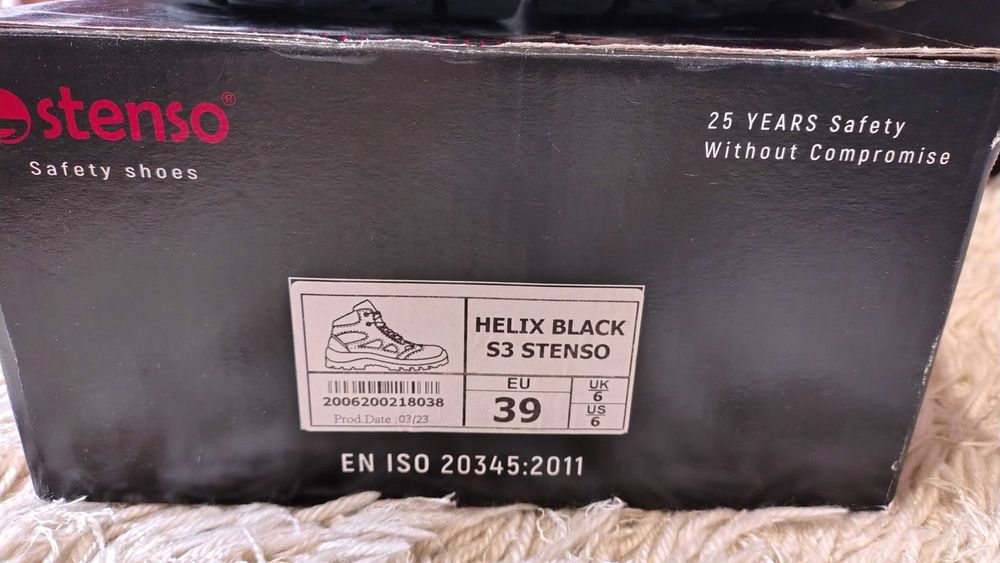 stenso®
Safety shoes
25 YEARS Safety
Without Compromise
HELIX BLACK
S3 STENSO
2006200218038
Prod.Date :03/23
EU
39
UK
6
US
6
EN ISO 20345:2011